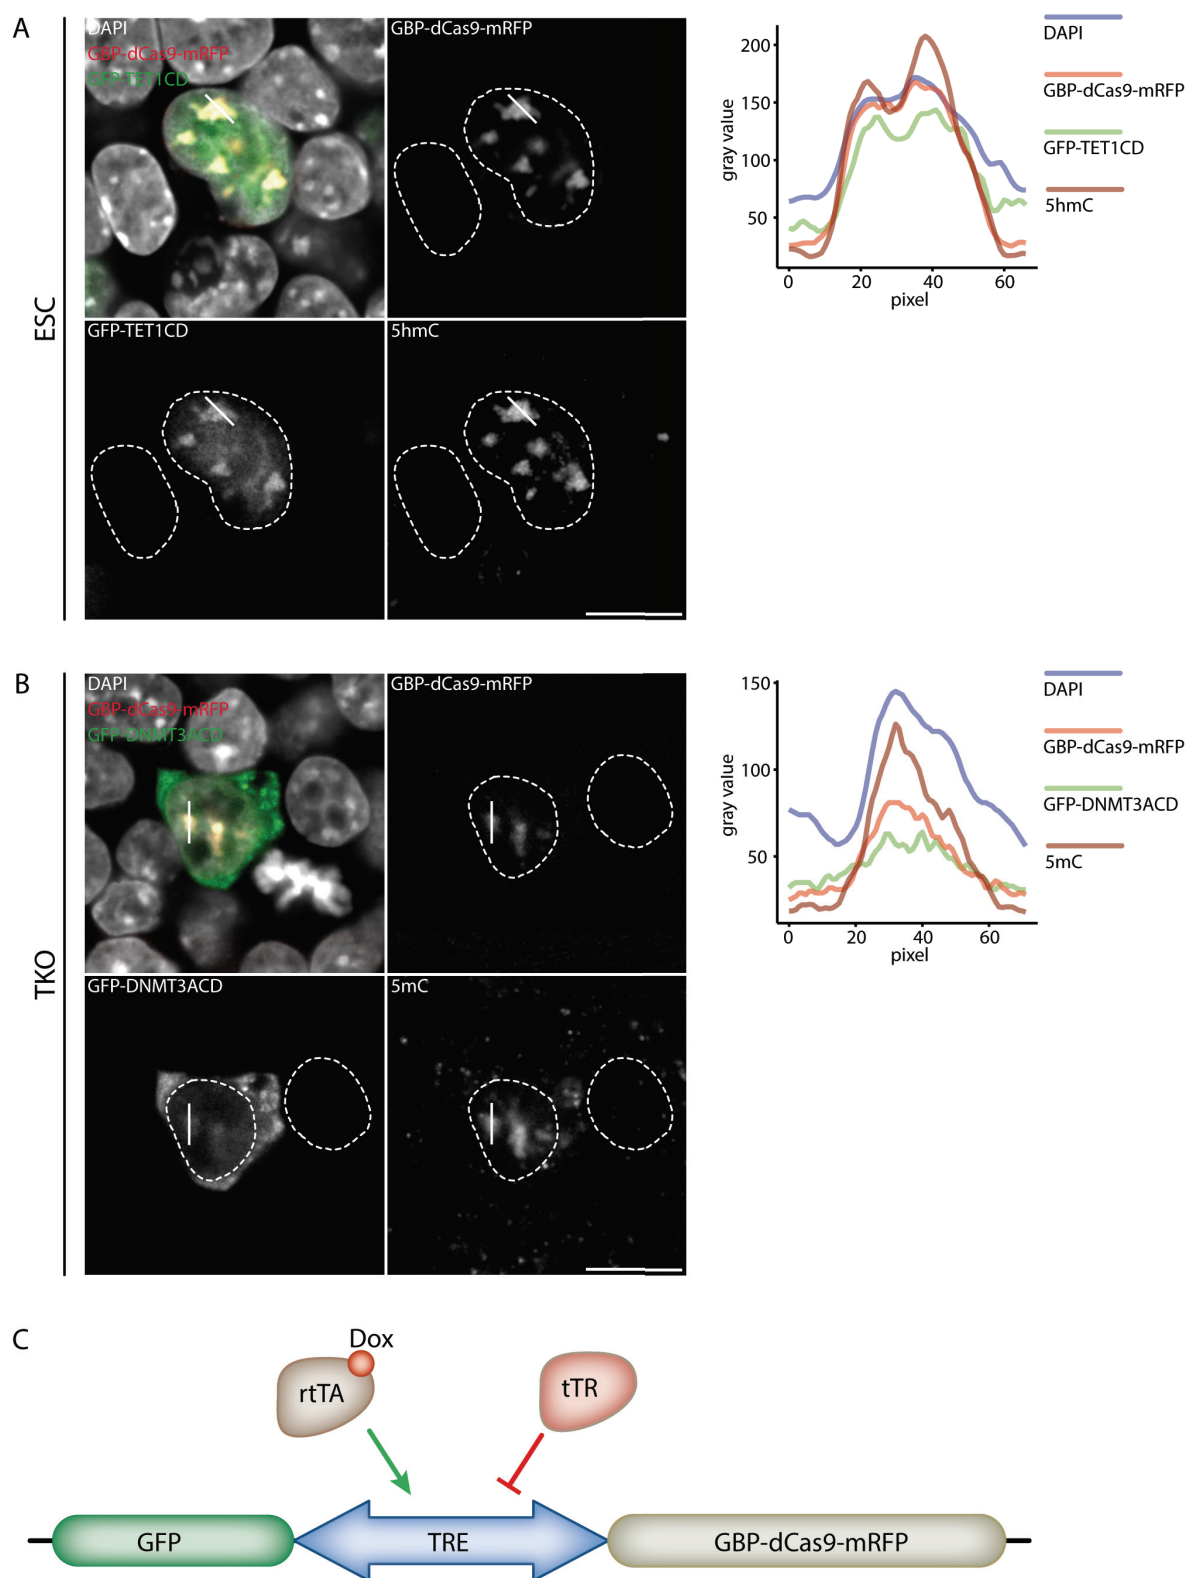 A
ESC
DAPI
GBP-dCas9-mRFP
GFP-TET1CD
GBP-dCas9-mRFP
GFP-TET1CD
5hmC
gray value
200
150
100
50
0 20 40 60
pixel
DAPI
GBP-dCas9-mRFP
GFP-TET1CD
5hmC
B
TKO
DAPI
GBP-dCas9-mRFP
GFP-DNMT3ACD
GBP-dCas9-mRFP
GFP-DNMT3ACD
5mC
gray value
150
100
50
0 20 40 60
pixel
DAPI
GBP-dCas9-mRFP
GFP-DNMT3ACD
5mC
C
Dox
rtTA
tTR
GFP
TRE
GBP-dCas9-mRFP